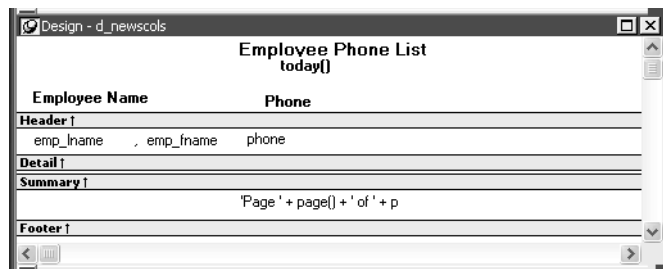 Design - d_newscols
Employee Phone List
today()
Employee Name Phone
Header ↑
emp_lname , emp_fname phone
Detail ↑
Summary ↑
'Page ' + page() + ' of ' + p
Footer ↑